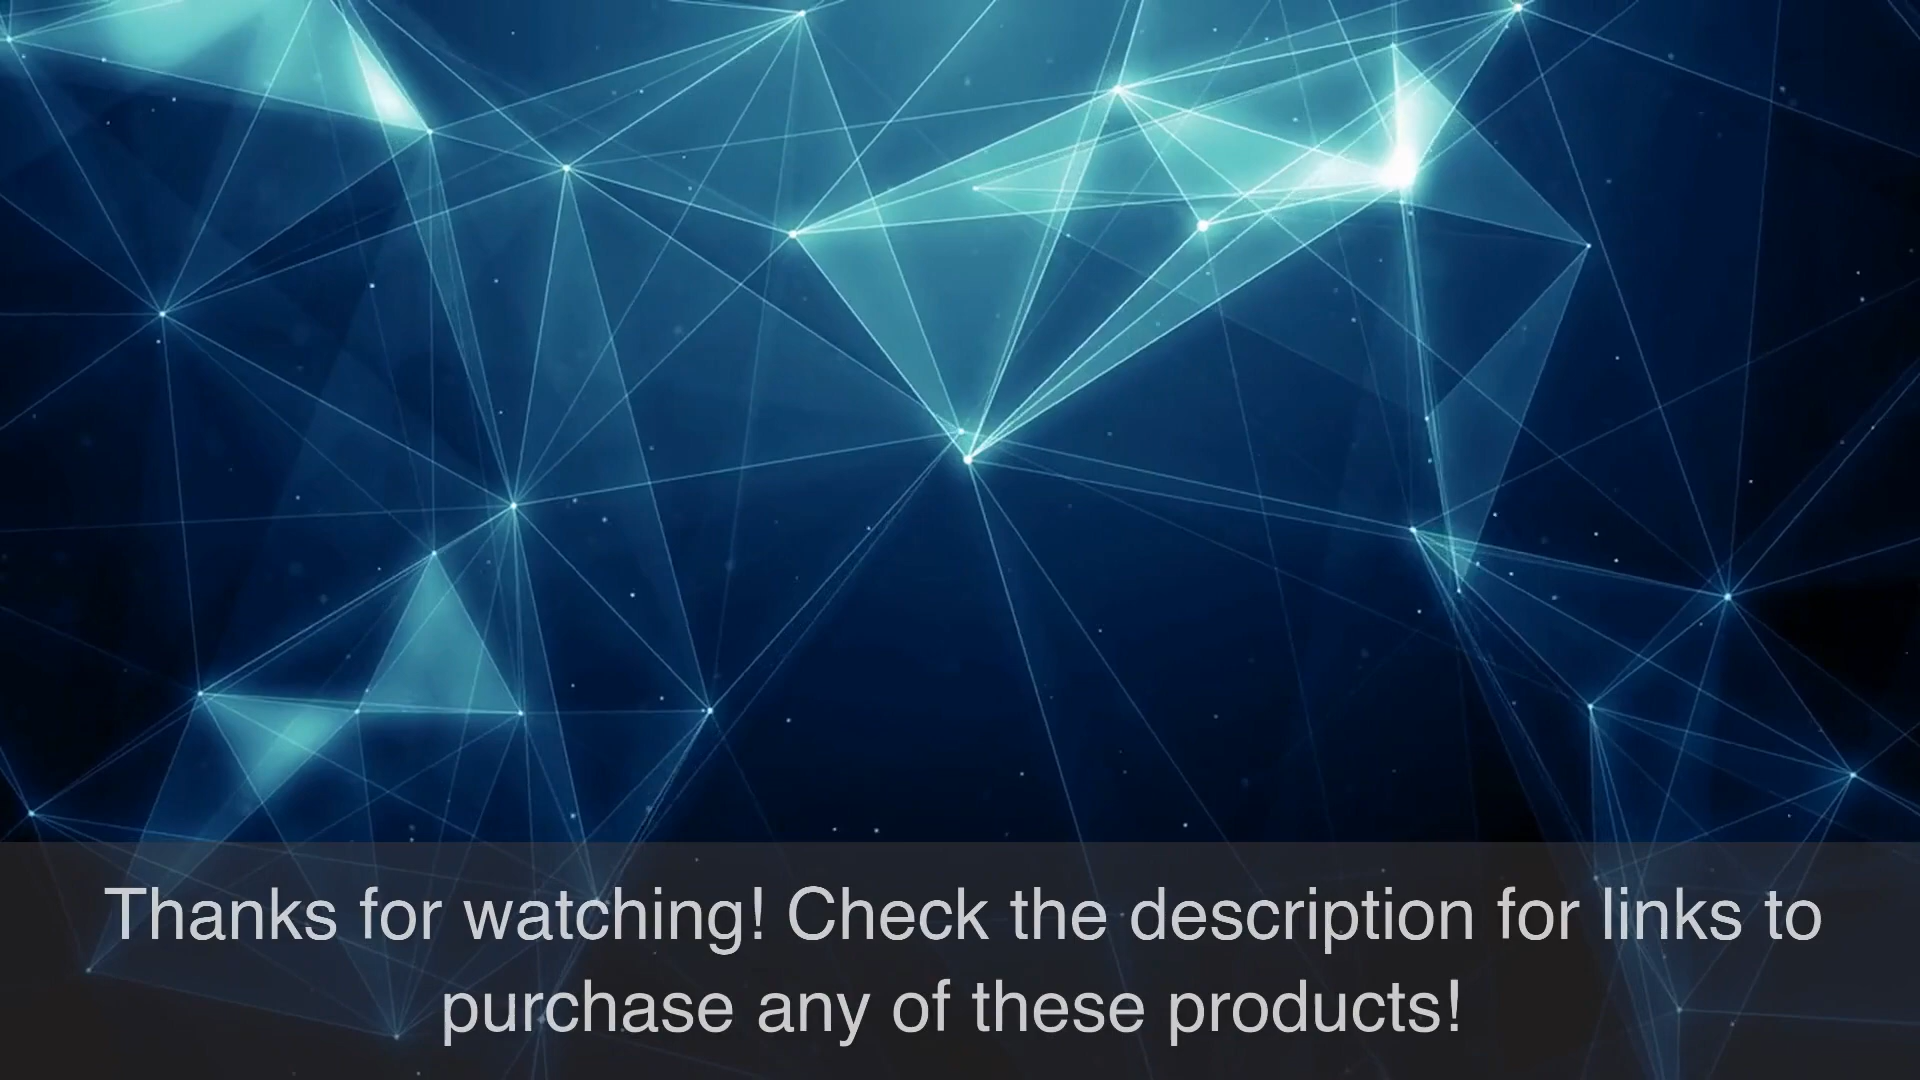 Thanks for watching! Check the description for links to
purchase any of these products!